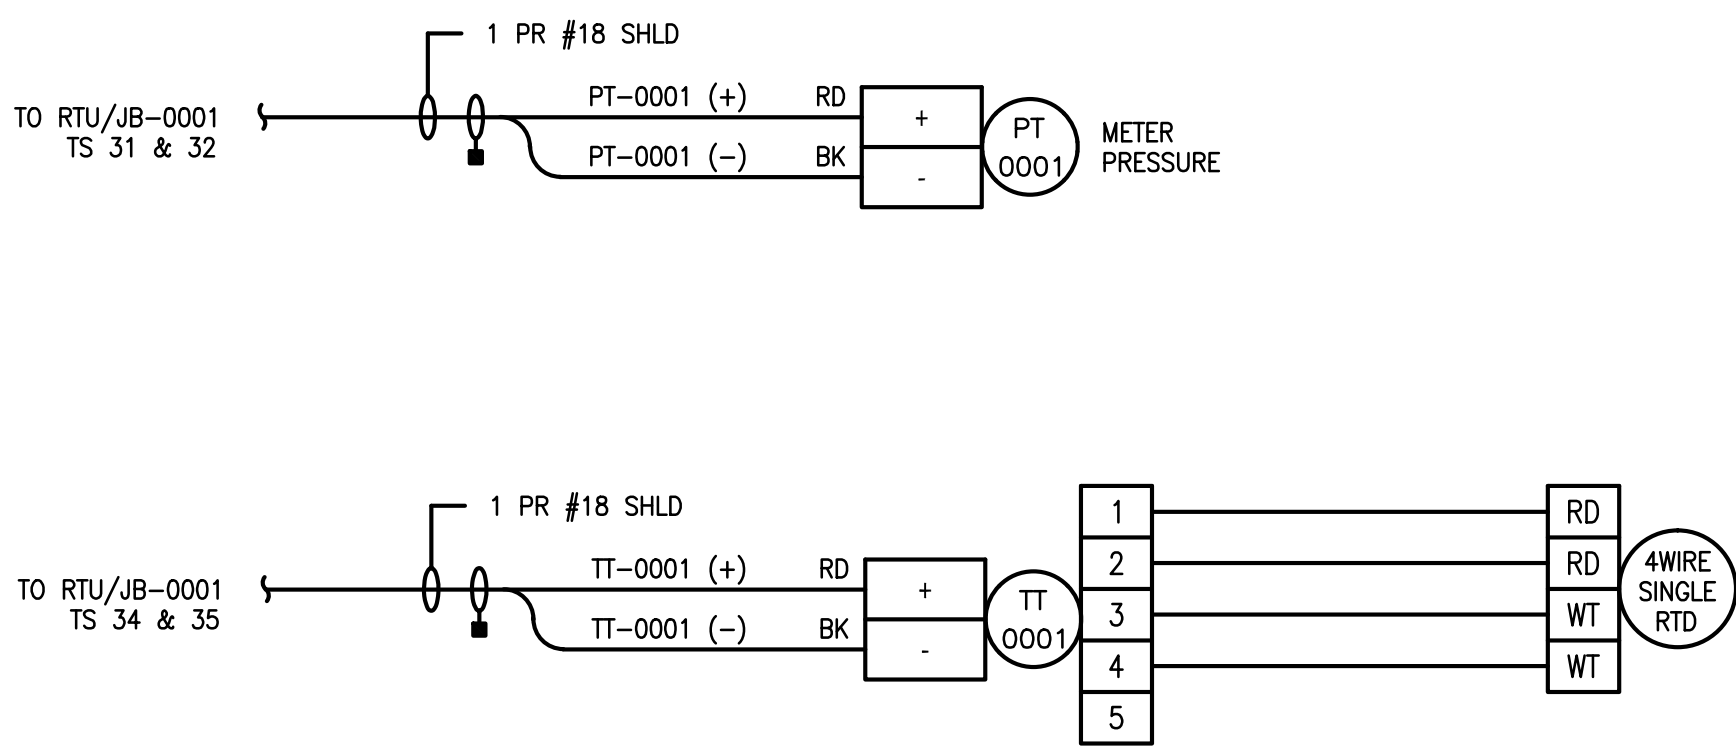 1 PR #18 SHLD
TO RTU/JB-0001
TS 31 & 32
PT-0001 (+) RD
PT-0001 (-) BK
+
-
PT
0001
METER
PRESSURE
1 PR #18 SHLD
TO RTU/JB-0001
TS 34 & 35
TT-0001 (+) RD
TT-0001 (-) BK
+
-
TT
0001
1
2
3
4
5
RD
RD
WT
WT
4WIRE
SINGLE
RTD